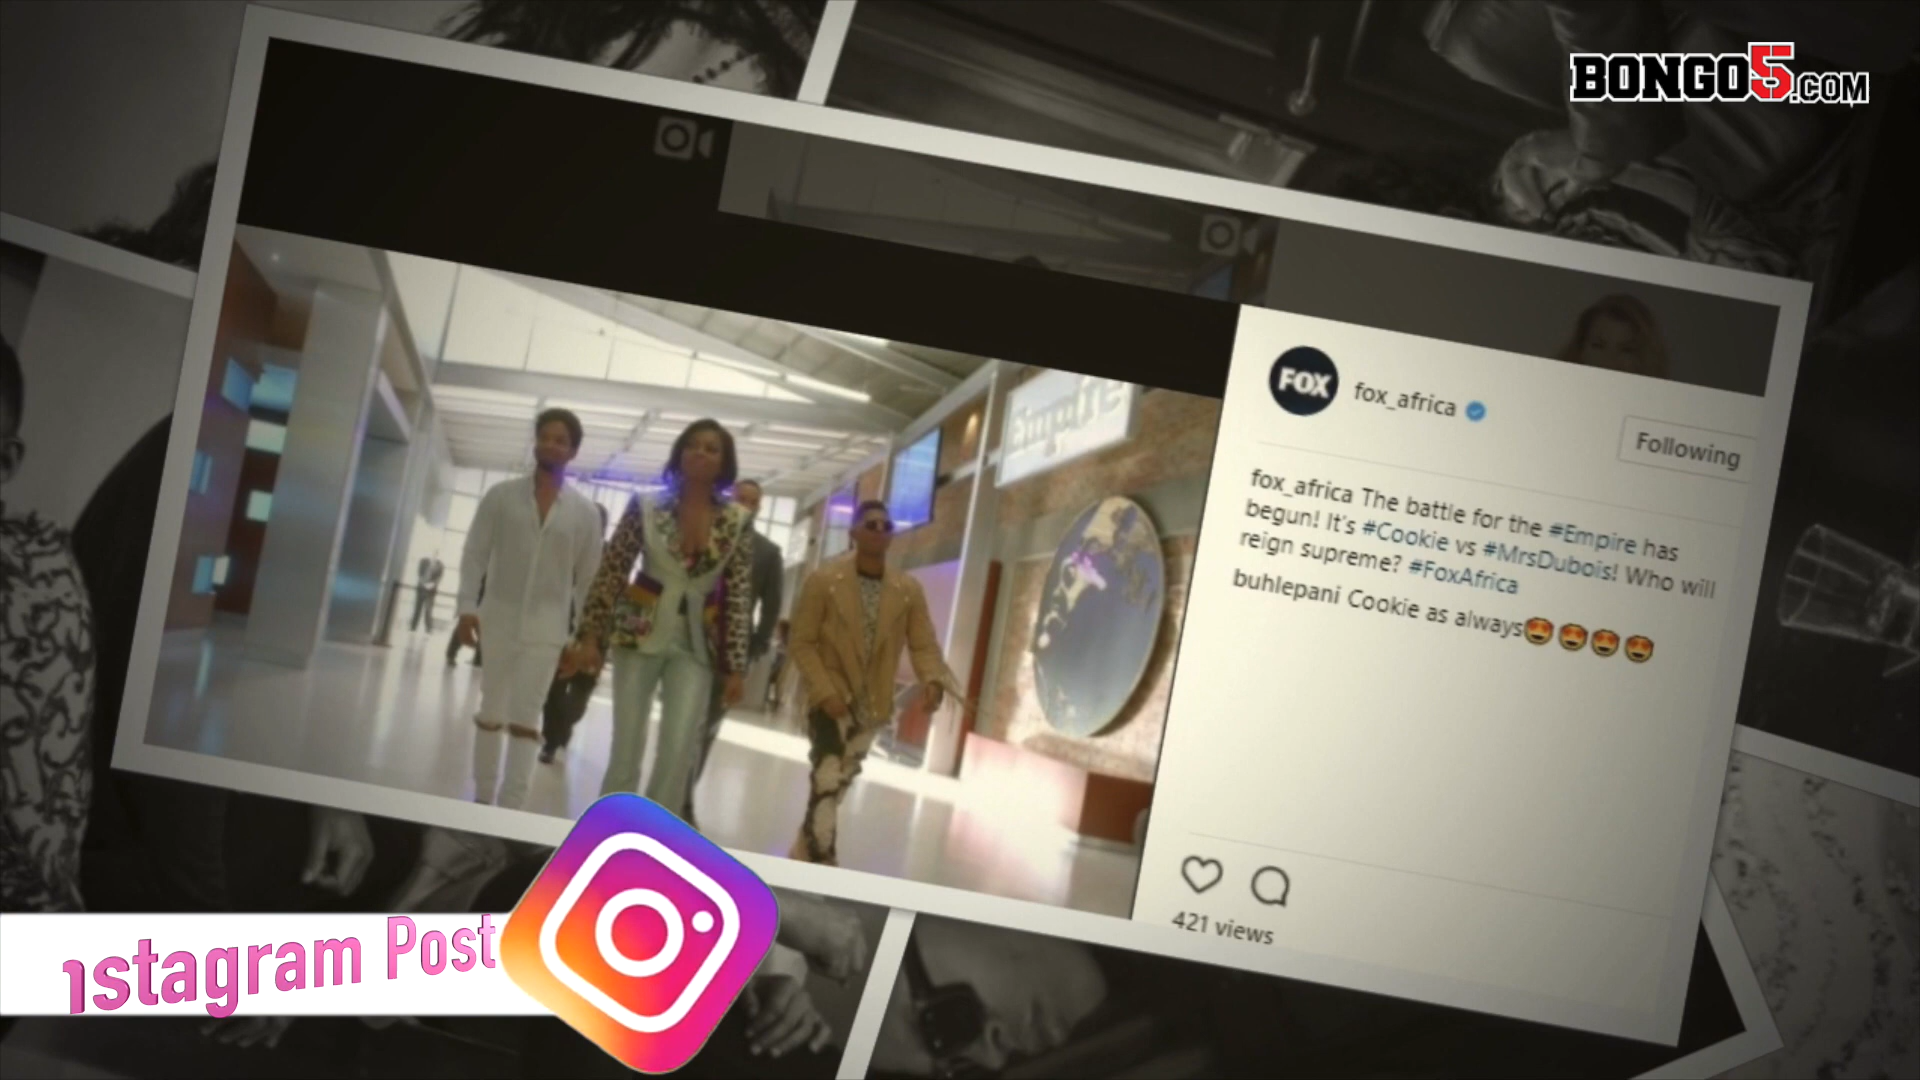 BONGO5.COM
Empire
FOX
fox_africa
Following
fox_africa The battle for the #Empire has
begun! It's #Cookie vs #MrsDubois! Who will
reign supreme? #FoxAfrica
buhlepani Cookie as always😍😍😍😍
421 views
Instagram Post